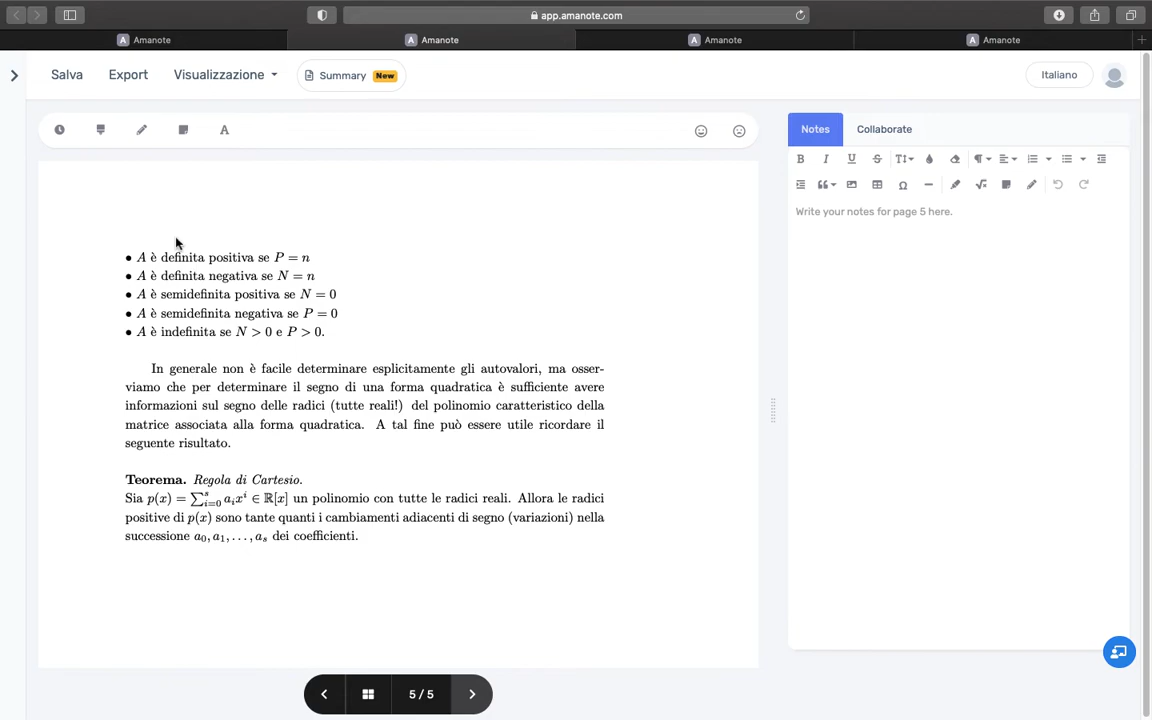 app.amanote.com
Amanote
Amanote
Amanote
Amanote
Salva Export Visualizzazione Summary New
Italiano
Notes Collaborate
Write your notes for page 5 here.
• A è definita positiva se P = n
• A è definita negativa se N = n
• A è semidefinita positiva se N = 0
• A è semidefinita negativa se P = 0
• A è indefinita se N > 0 e P > 0.
In generale non è facile determinare esplicitamente gli autovalori, ma osser-
viamo che per determinare il segno di una forma quadratica è sufficiente avere
informazioni sul segno delle radici (tutte reali!) del polinomio caratteristico della
matrice associata alla forma quadratica. A tal fine può essere utile ricordare il
seguente risultato.
Teorema. Regola di Cartesio.
Sia p(x) = ∑ˢᵢ₌₀ aᵢxⁱ ∈ ℝ[x] un polinomio con tutte le radici reali. Allora le radici
positive di p(x) sono tante quanti i cambiamenti adiacenti di segno (variazioni) nella
successione a₀, a₁, . . . , aₛ dei coefficienti.
5 / 5